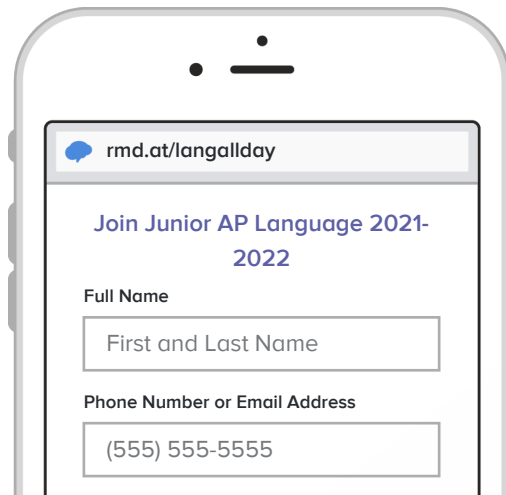 rmd.at/langallday
Join Junior AP Language 2021-
2022
Full Name
First and Last Name
Phone Number or Email Address
(555) 555-5555